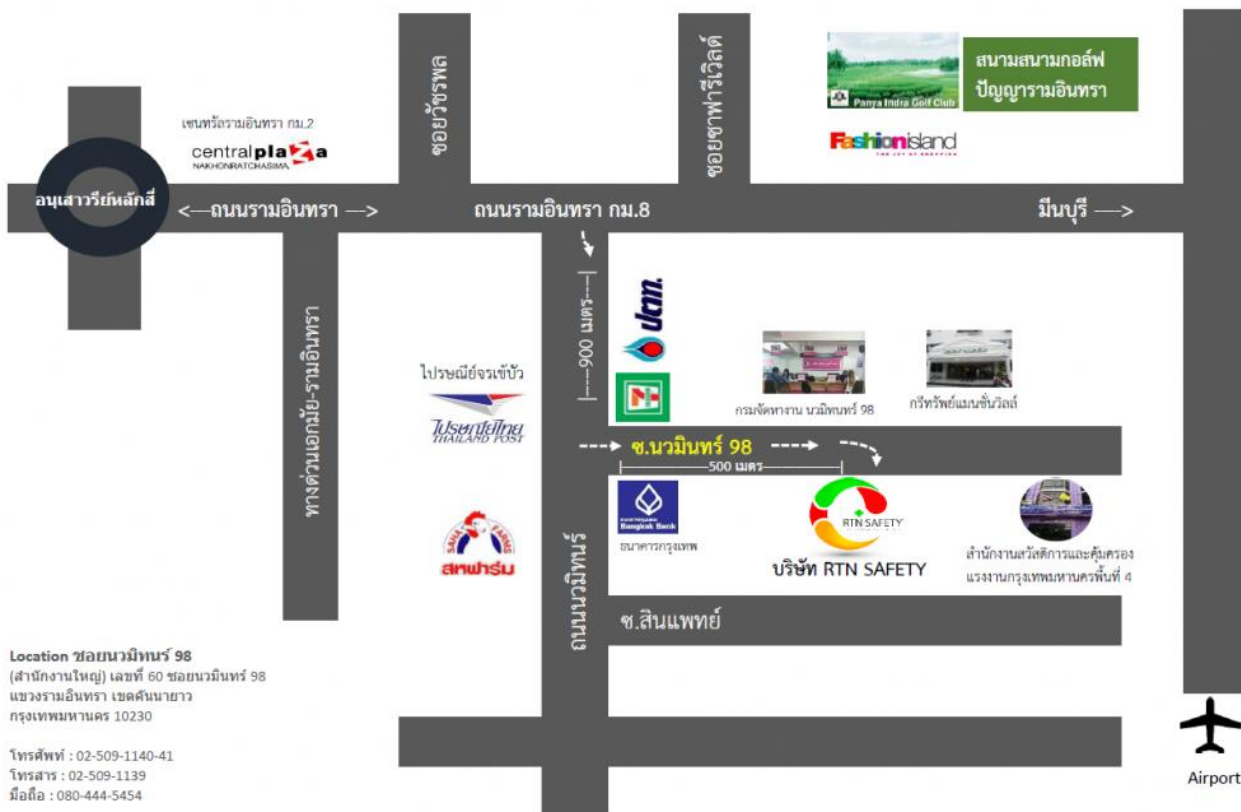 ซอยวัชรพล
ซอยซาฟารีเวิลด์
Panya Indra Golf Club
สนามสนามกอล์ฟ
ปัญญารามอินทรา
เซนทรัลรามอินทรา กม.2
centralplaza
NAKHONRATCHASIMA
Fashionisland
THE JOY OF SHOPPING
อนุเสาวรีย์หลักสี่
<----ถนนรามอินทรา --->
ถนนรามอินทรา กม.8
มีนบุรี ---->
ทางด่วนเอกมัย-รามอินทรา
|----900 เมตร----|
ปตท.
ไปรษณีย์จรเข้บัว
ไปรษณีย์ไทย
THAILAND POST
กรมจัดหางาน นวมิทนทร์ 98
กรีทรัพย์แมนชั่นวิลล์
ซ.นวมินทร์ 98
|---------------500 เมตร--------------|
SAHA FARMS
สหฟาร์ม
ถนนนวมิทนร์
Bangkok Bank
ธนาคารกรุงเทพ
RTN SAFETY
บริษัท RTN SAFETY
สำนักงานสวัสดิการและคุ้มครอง
แรงงานกรุงเทพมหานครพื้นที่ 4
ซ.สินแพทย์
Location ซอยนวมิทนร์ 98
(สำนักงานใหญ่) เลขที่ 60 ซอยนวมินทร์ 98
แขวงรามอินทรา เขตคันนายาว
กรุงเทพมหานคร 10230
โทรศัพท์ : 02-509-1140-41
โทรสาร : 02-509-1139
มือถือ : 080-444-5454
Airport